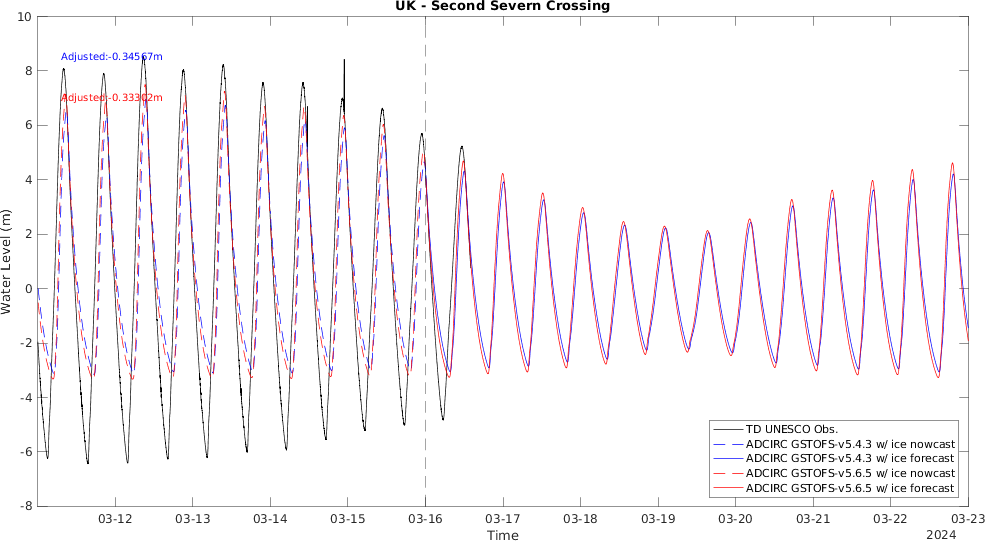 UK - Second Severn Crossing
Adjusted:-0.34567m
Adjusted:-0.33302m
Water Level (m)
10
8
6
4
2
0
-2
-4
-6
-8
TD UNESCO Obs.
ADCIRC GSTOFS-v5.4.3 w/ ice nowcast
ADCIRC GSTOFS-v5.4.3 w/ ice forecast
ADCIRC GSTOFS-v5.6.5 w/ ice nowcast
ADCIRC GSTOFS-v5.6.5 w/ ice forecast
03-12 03-13 03-14 03-15 03-16 03-17 03-18 03-19 03-20 03-21 03-22 03-23
Time
2024